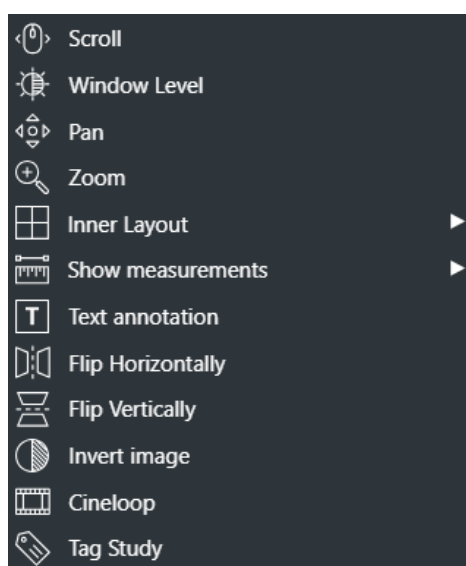 Scroll
Window Level
Pan
Zoom
Inner Layout
Show measurements
T Text annotation
Flip Horizontally
Flip Vertically
Invert image
Cineloop
Tag Study